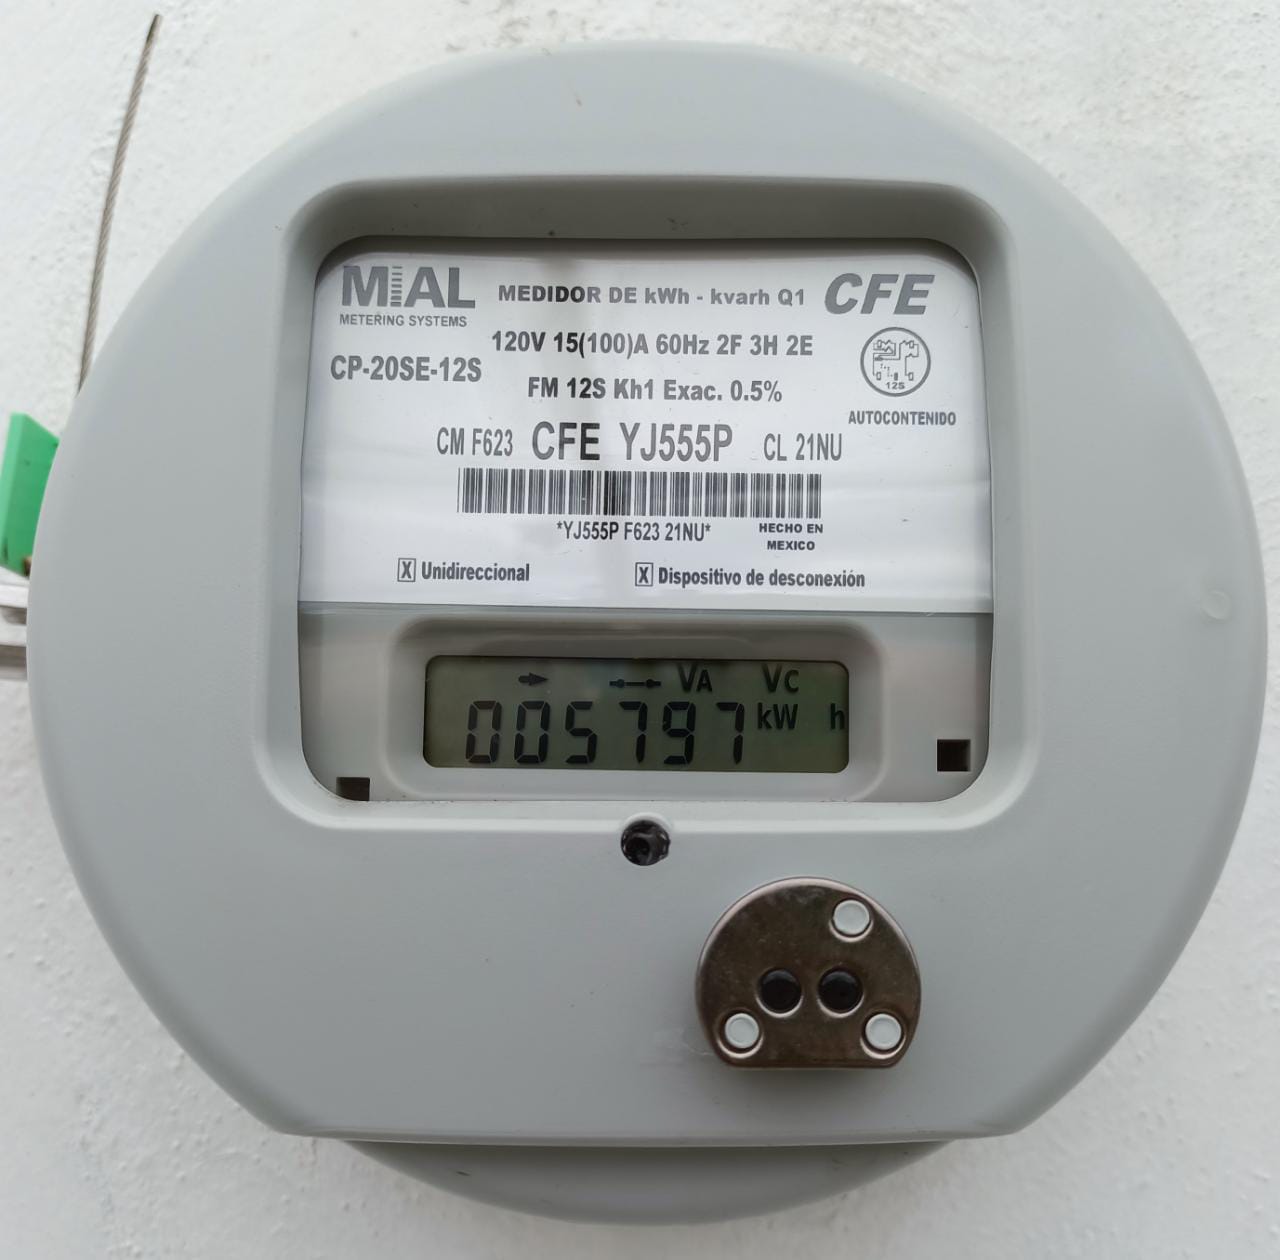 MIAL
METERING SYSTEMS
MEDIDOR DE kWh - kvarh Q1
CFE
120V 15(100)A 60Hz 2F 3H 2E
CP-20SE-12S
FM 12S Kh1 Exac. 0.5%
12S
AUTOCONTENIDO
CM F623 CFE YJ555P CL 21NU
*YJ555P F623 21NU*
HECHO EN
MEXICO
X Unidireccional
X Dispositivo de desconexión
VA VC
005797 kW h